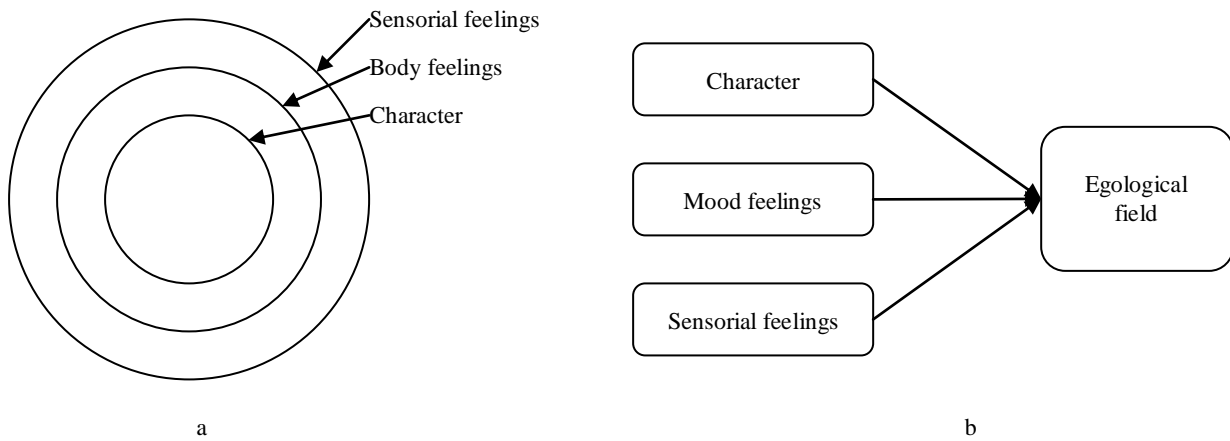 Sensorial feelings
Body feelings
Character
a
Character
Mood feelings
Sensorial feelings
Egological
field
b